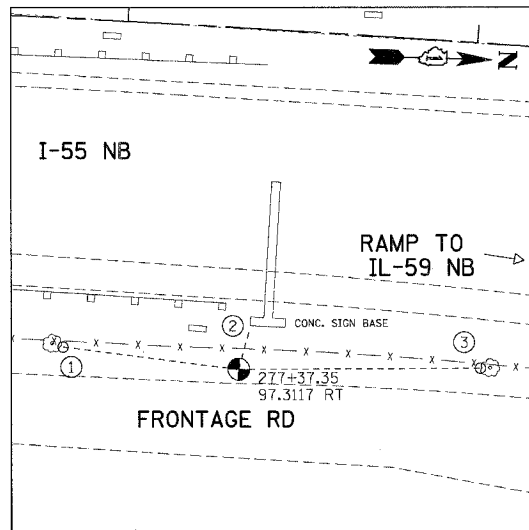 N
I-55 NB
RAMP TO
IL-59 NB
2
CONC. SIGN BASE
3
1
277+37.35
97.3117 RT
FRONTAGE RD